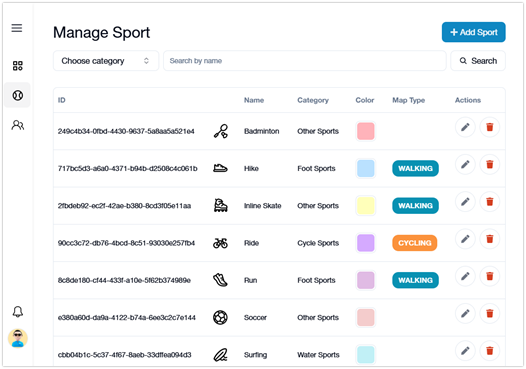 Manage Sport
+ Add Sport
Choose category
Search by name
Search
ID Name Category Color Map Type Actions
249c4b34-0fbd-4430-9637-5a8aa5a521e4 Badminton Other Sports
717bc5d3-a6a0-4371-b94b-d2508c4c061b Hike Foot Sports WALKING
2fbdeb92-ec2f-42ae-b380-8cd3f05e11aa Inline Skate Other Sports WALKING
90cc3c72-db76-4bcd-8c51-93030e257fb4 Ride Cycle Sports CYCLING
8c8de180-cf44-433f-a10e-5f62b374989e Run Foot Sports WALKING
e380a60d-da9a-4122-b74a-6ee3c2c7e144 Soccer Other Sports
cbb04b1c-5c37-4f67-8aeb-33dffea094d3 Surfing Water Sports